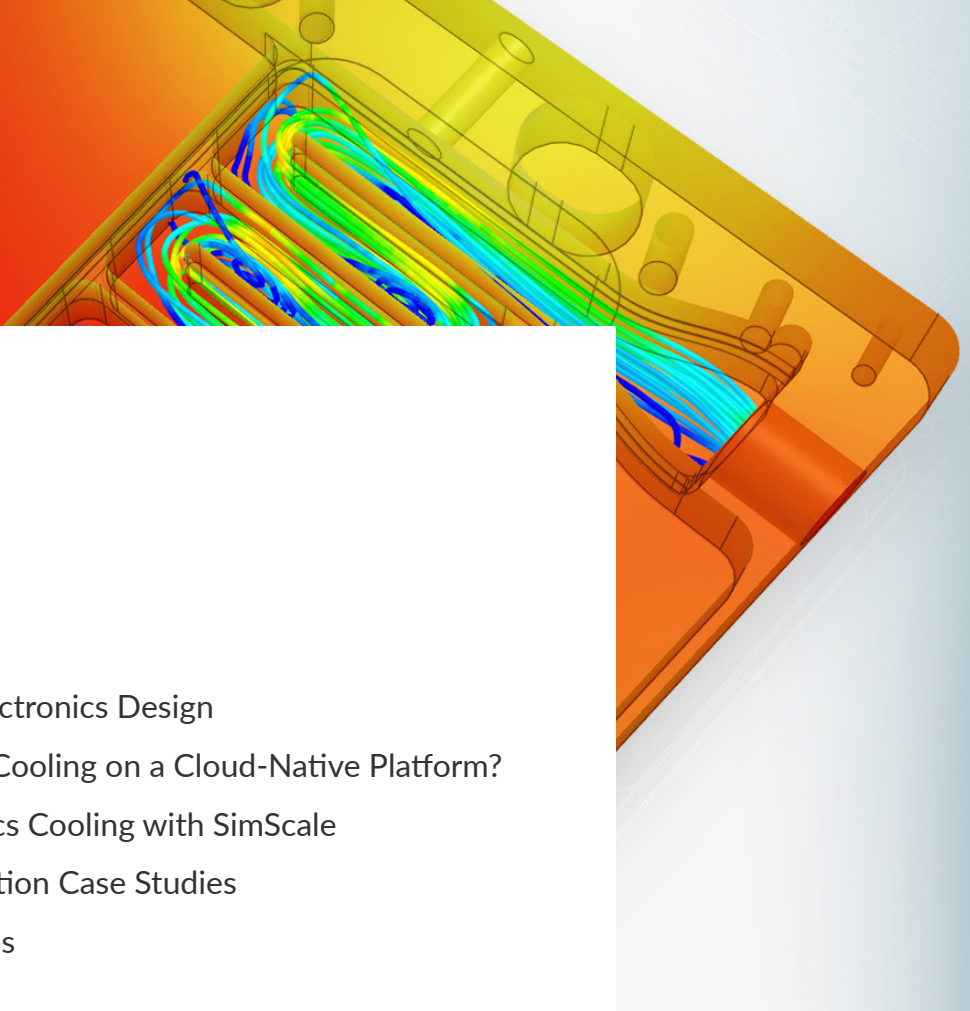 ctronics Design
Cooling on a Cloud-Native Platform?
cs Cooling with SimScale
tion Case Studies
s